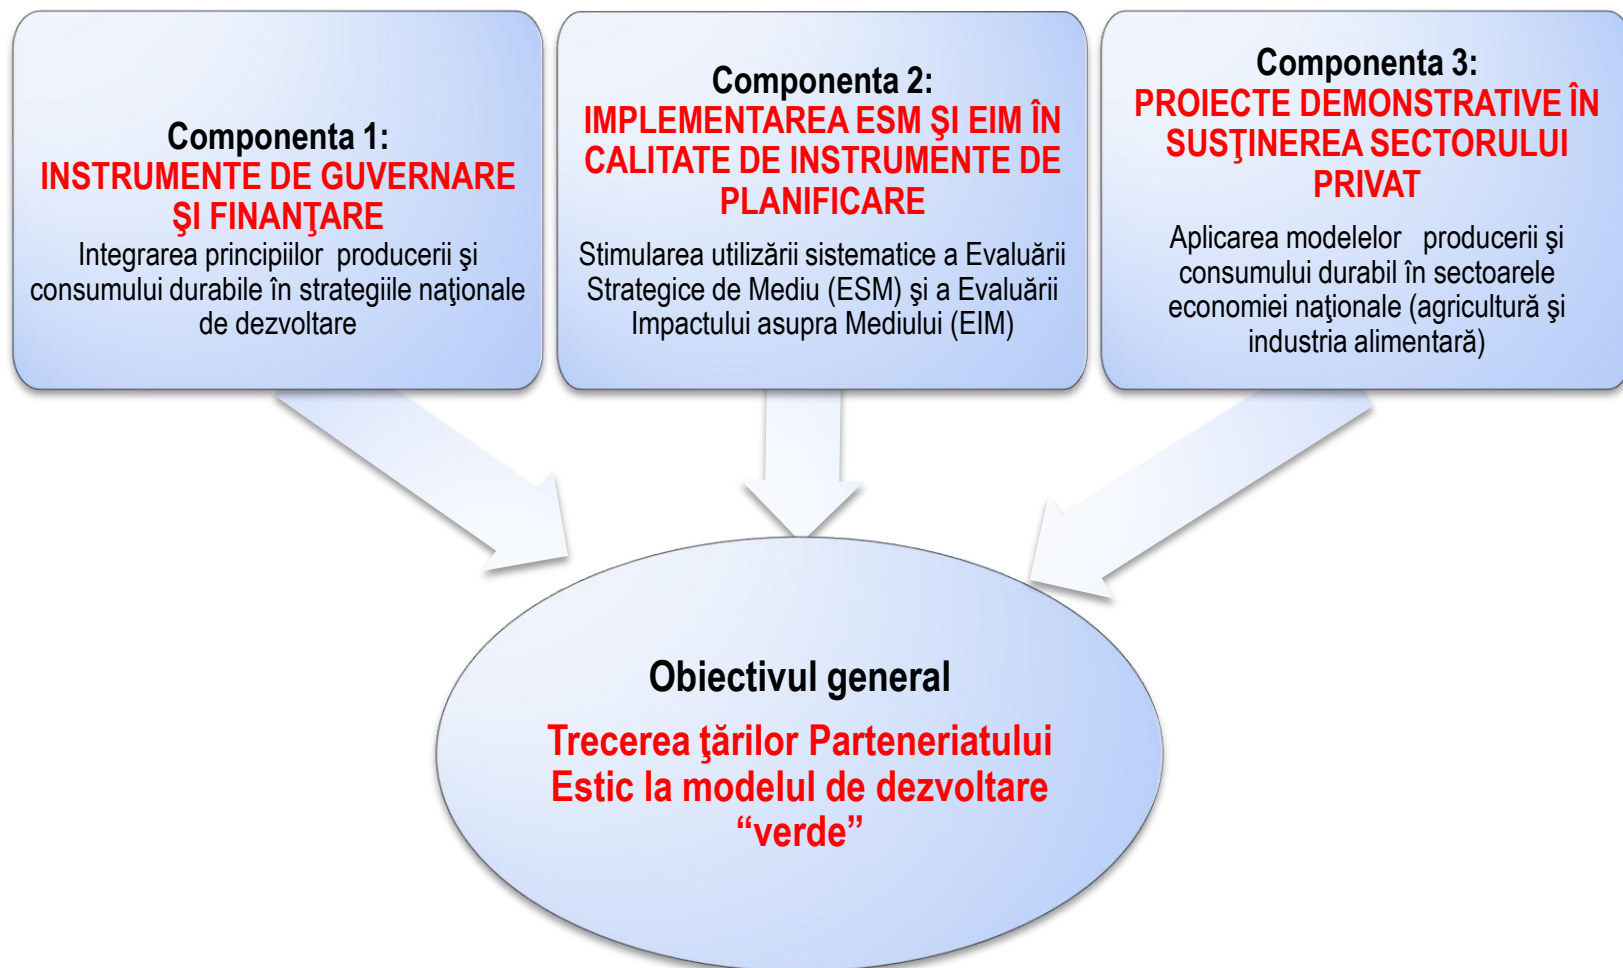 Componenta 1:
INSTRUMENTE DE GUVERNARE
ŞI FINANŢARE
Integrarea principiilor producerii şi
consumului durabile în strategiile naţionale
de dezvoltare
Componenta 2:
IMPLEMENTAREA ESM ŞI EIM ÎN
CALITATE DE INSTRUMENTE DE
PLANIFICARE
Stimularea utilizării sistematice a Evaluării
Strategice de Mediu (ESM) şi a Evaluării
Impactului asupra Mediului (EIM)
Componenta 3:
PROIECTE DEMONSTRATIVE ÎN
SUSŢINEREA SECTORULUI
PRIVAT
Aplicarea modelelor producerii şi
consumului durabil în sectoarele
economiei naţionale (agricultură şi
industria alimentară)
Obiectivul general
Trecerea ţărilor Parteneriatului
Estic la modelul de dezvoltare
“verde”